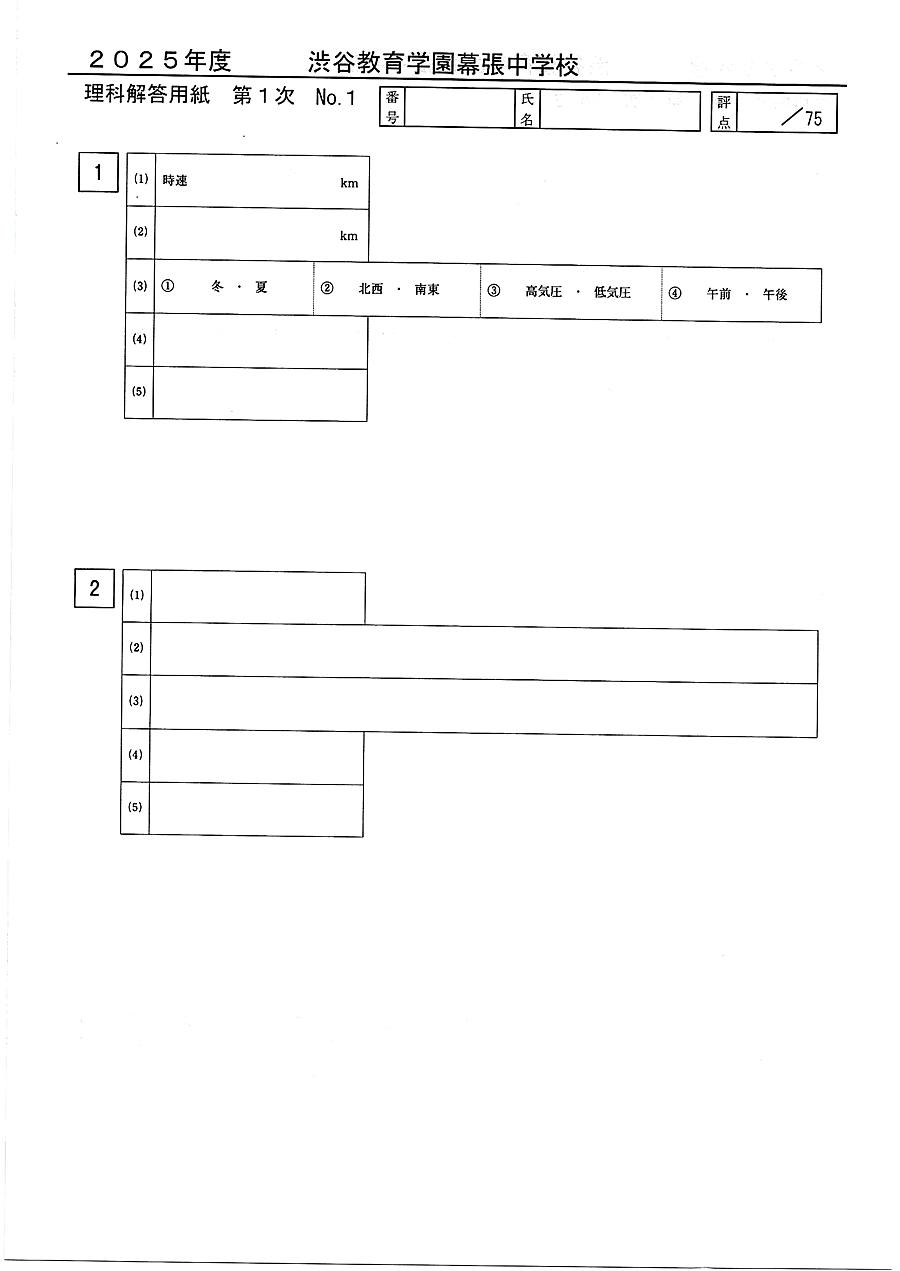 2025年度 渋谷教育学園幕張中学校
理科解答用紙 第1次 No.1 番号 氏名 評点 /75
1
(1) 時速 km
(2) km
(3) ① 冬 ・ 夏 ② 北西 ・ 南東 ③ 高気圧 ・ 低気圧 ④ 午前 ・ 午後
(4)
(5)
2
(1)
(2)
(3)
(4)
(5)